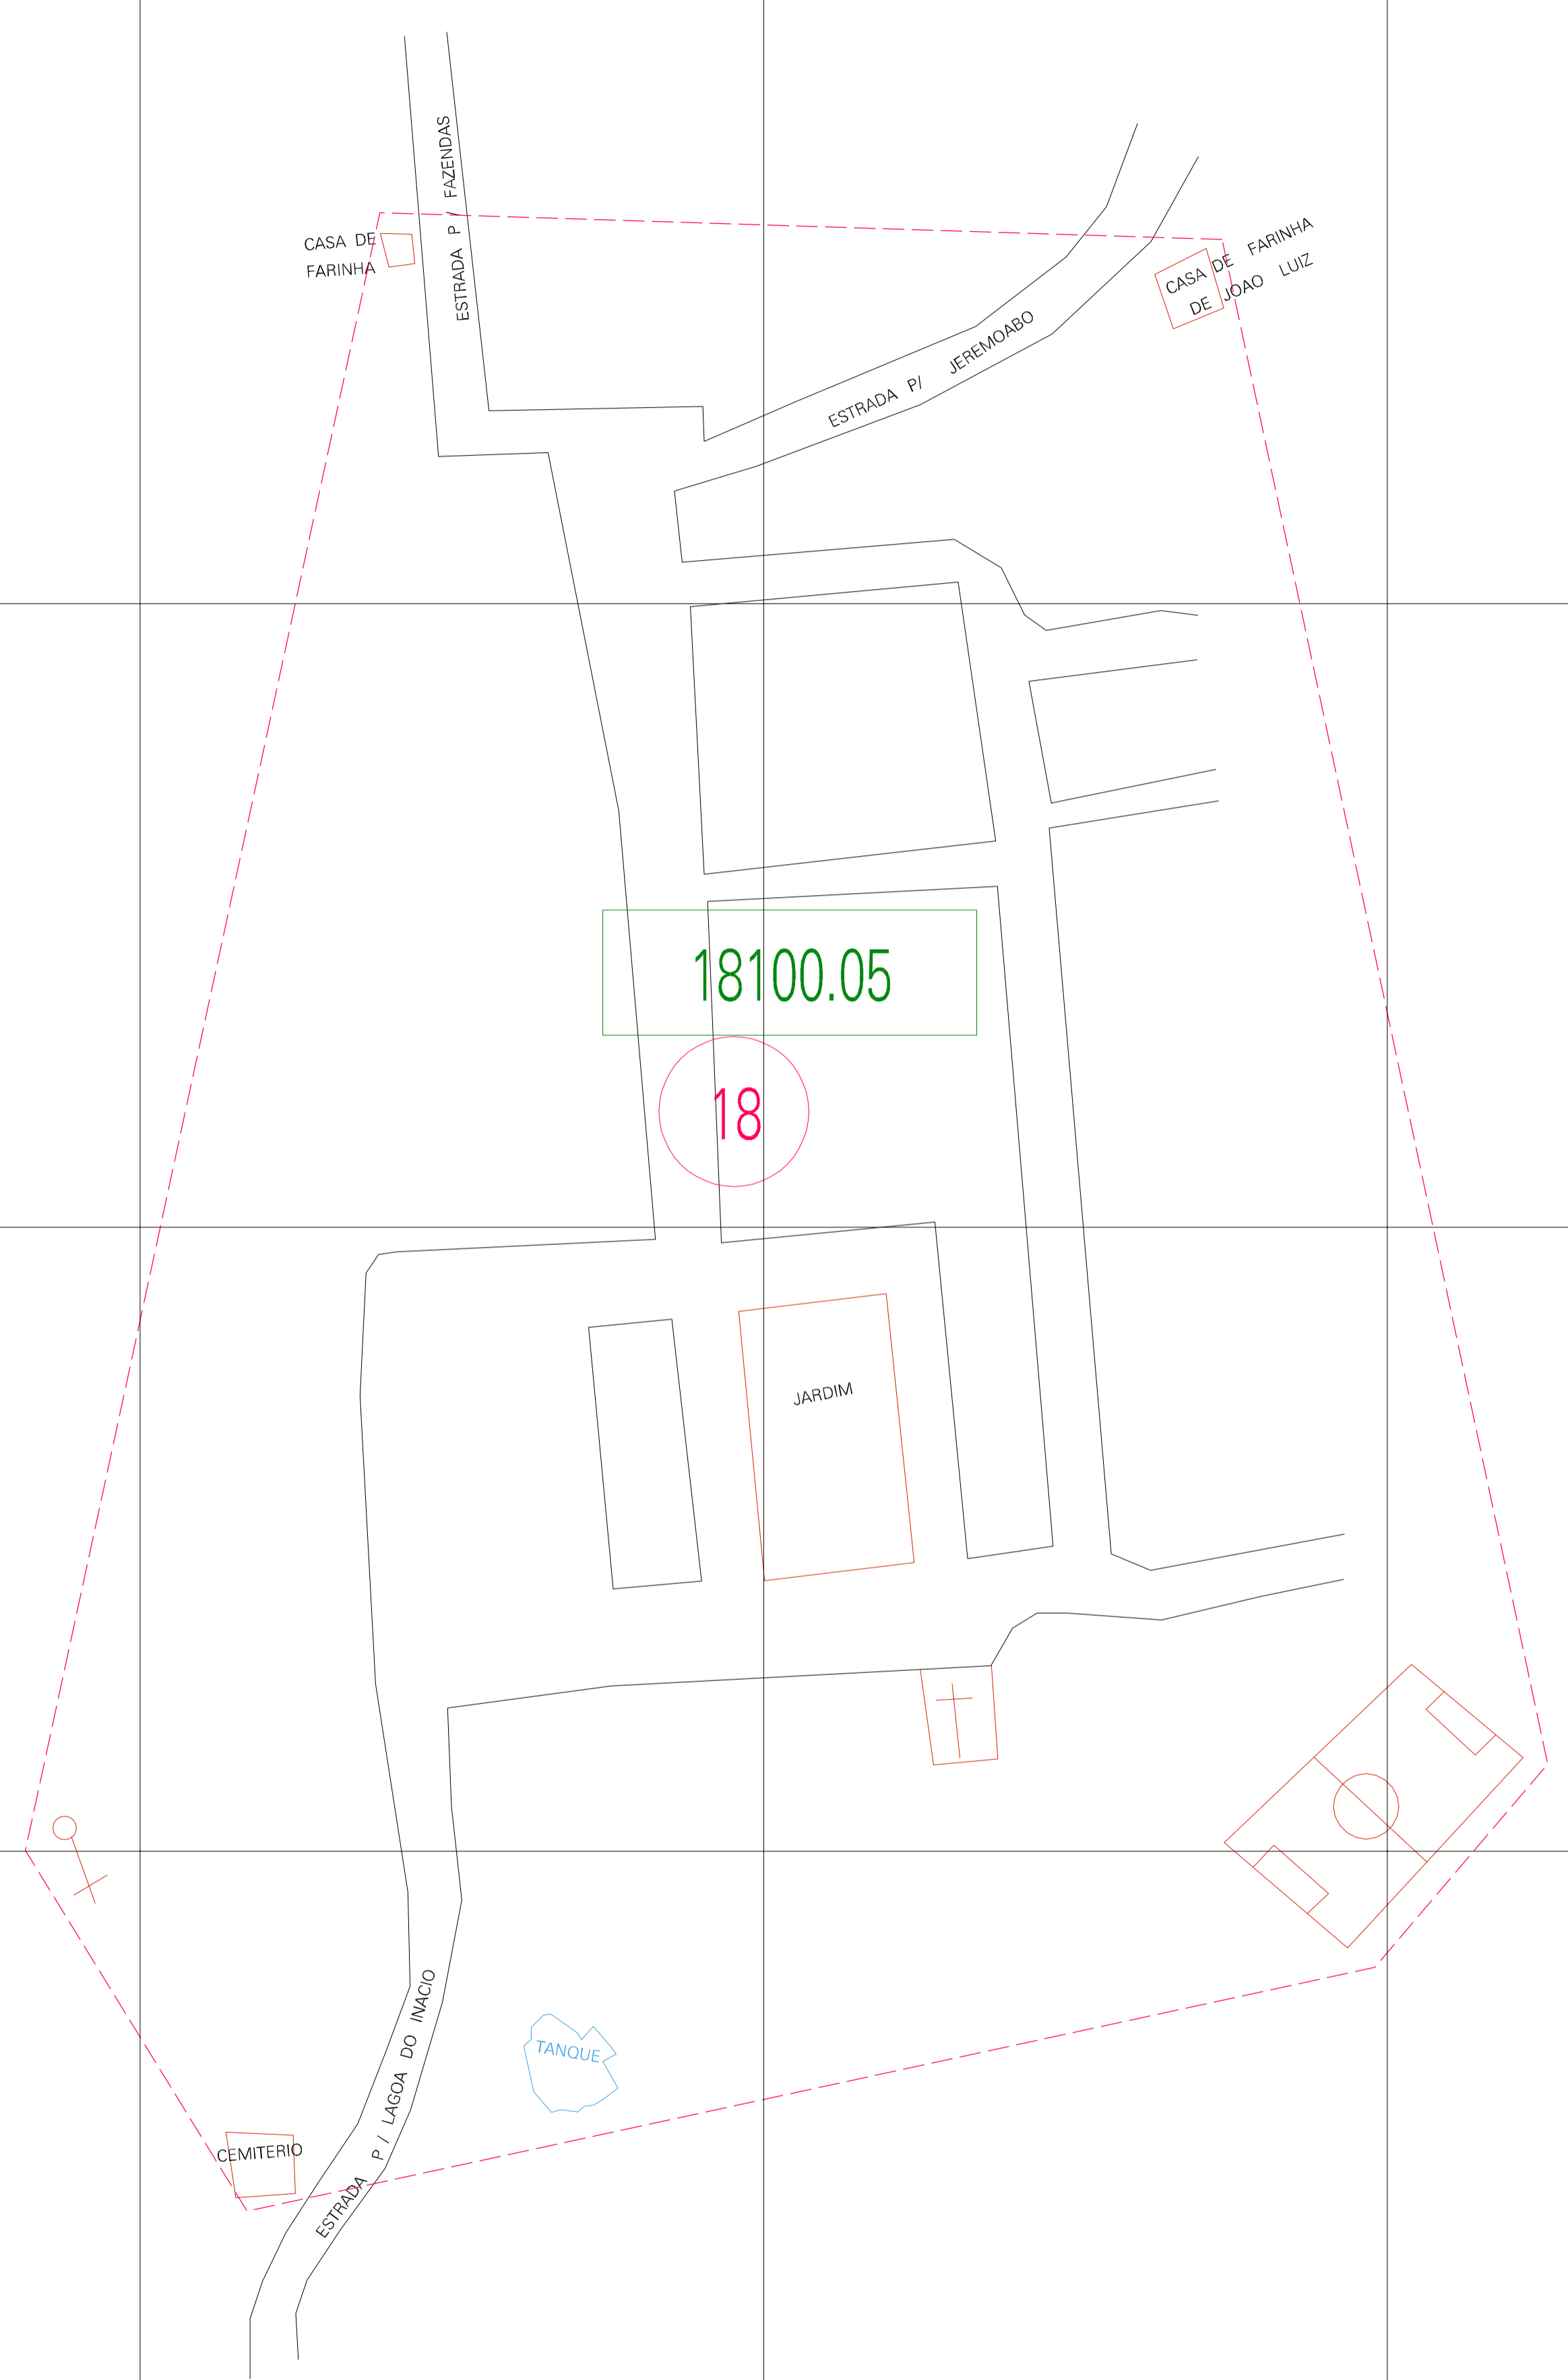 ESTRADA P / FAZENDAS
CASA DE
FARINHA
CASA DE FARINHA
DE JOAO LUIZ
ESTRADA P/ JEREMOABO
18100.05
18
JARDIM
ESTRADA P / LAGOA DO INACIO
TANQUE
CEMITERIO